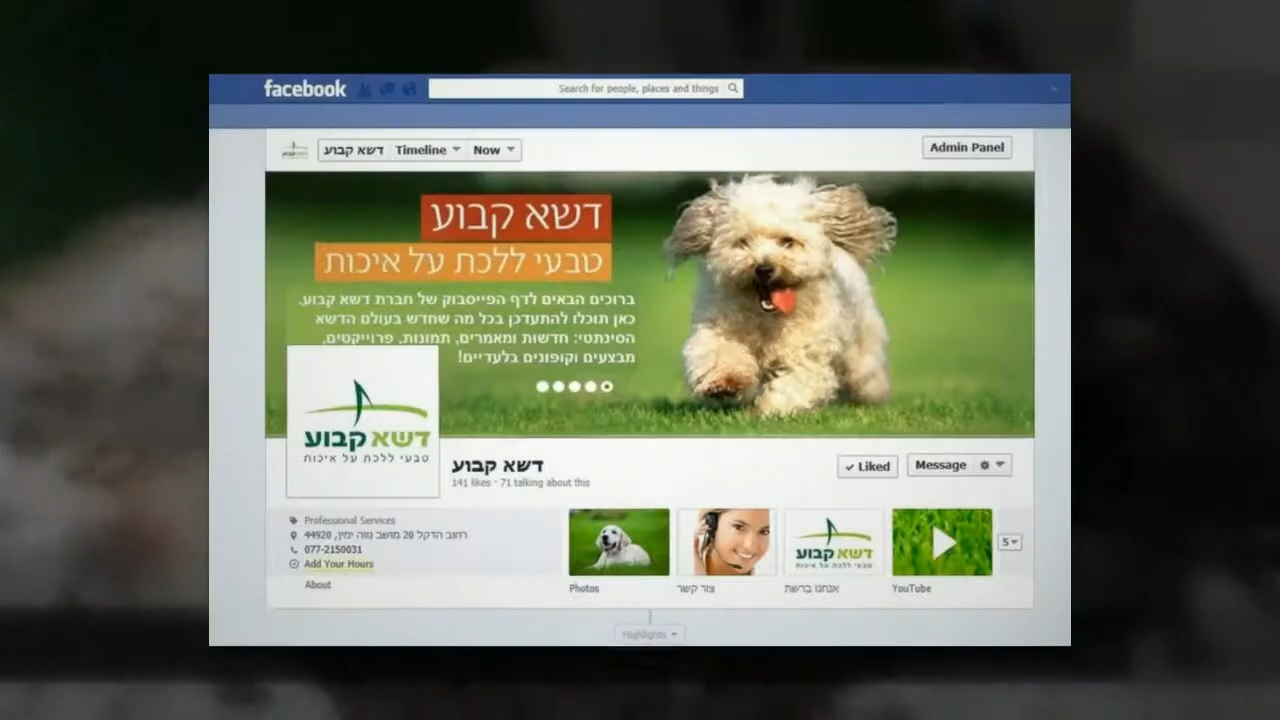 facebook
Search for people, places and things
דשא קבוע Timeline Now
Admin Panel
דשא קבוע
טבעי ללכת על איכות
ברוכים הבאים לדף הפייסבוק של חברת דשא קבוע.
כאן תוכלו להתעדכן בכל מה שחדש בעולם הדשא
הסינתטי: חדשות ומאמרים, תמונות, פרוייקטים,
מבצעים וקופונים בלעדיים!
דשא קבוע
טבעי ללכת על איכות
דשא קבוע
141 likes · 71 talking about this
Liked
Message
Professional Services
רחוב הדקל 20 מושב נווה ימין, 44920
077-2150031
Add Your Hours
About
דשא קבוע
טבעי ללכת על איכות
5
Photos
צור קשר
אנחנו ברשת
YouTube
Highlights